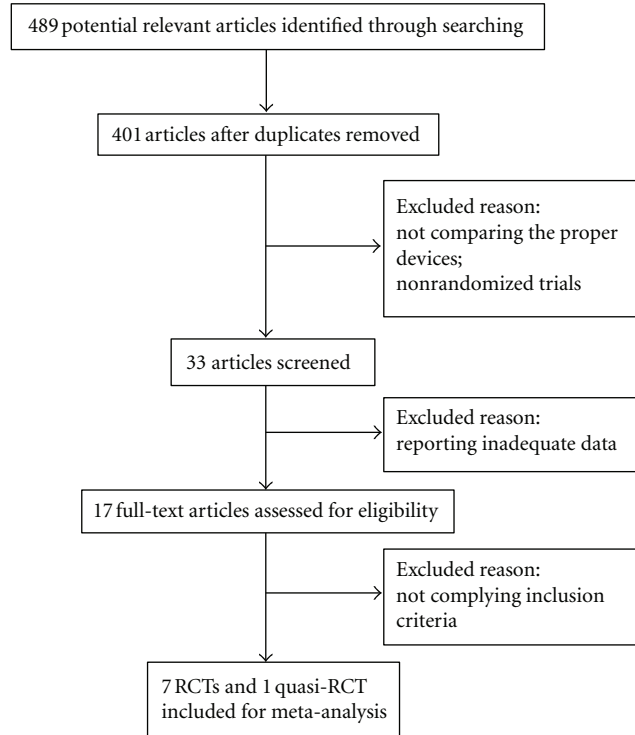 489 potential relevant articles identified through searching
401 articles after duplicates removed
Excluded reason:
not comparing the proper
devices;
nonrandomized trials
33 articles screened
Excluded reason:
reporting inadequate data
17 full-text articles assessed for eligibility
Excluded reason:
not complying inclusion
criteria
7 RCTs and 1 quasi-RCT
included for meta-analysis